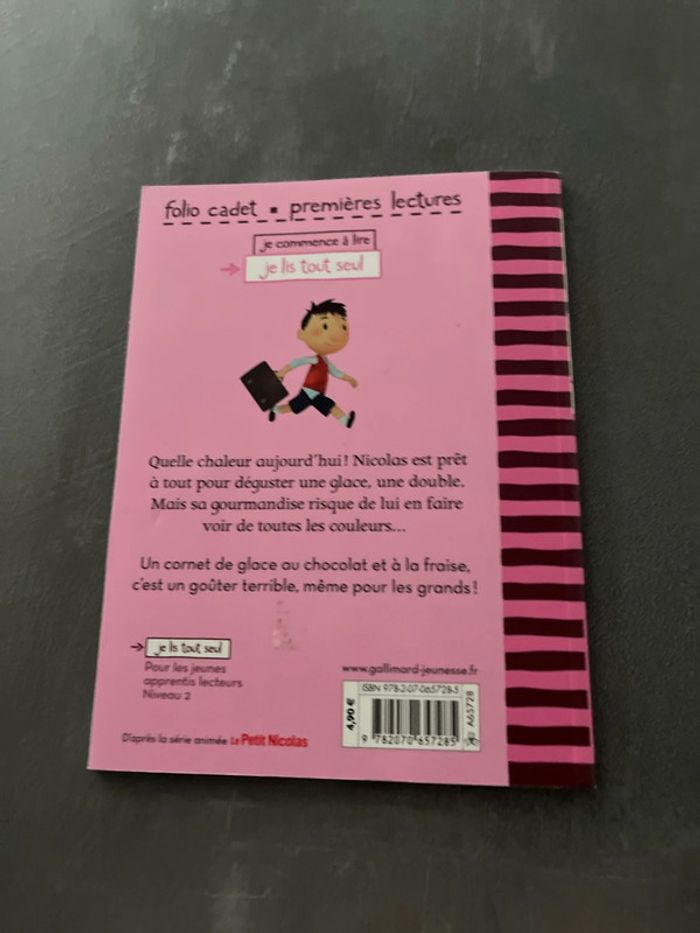 folio cadet ▪ premières lectures
je commence à lire
je lis tout seul
Quelle chaleur aujourd'hui ! Nicolas est prêt
à tout pour déguster une glace, une double.
Mais sa gourmandise risque de lui en faire
voir de toutes les couleurs...
Un cornet de glace au chocolat et à la fraise,
c'est un goûter terrible, même pour les grands !
je lis tout seul
Pour les jeunes
apprentis lecteurs
Niveau 2
D'après la série animée Le Petit Nicolas
www.gallimard-jeunesse.fr
ISBN 978-2-07-065728-5
4,90 €
9 782070 657285
A65728